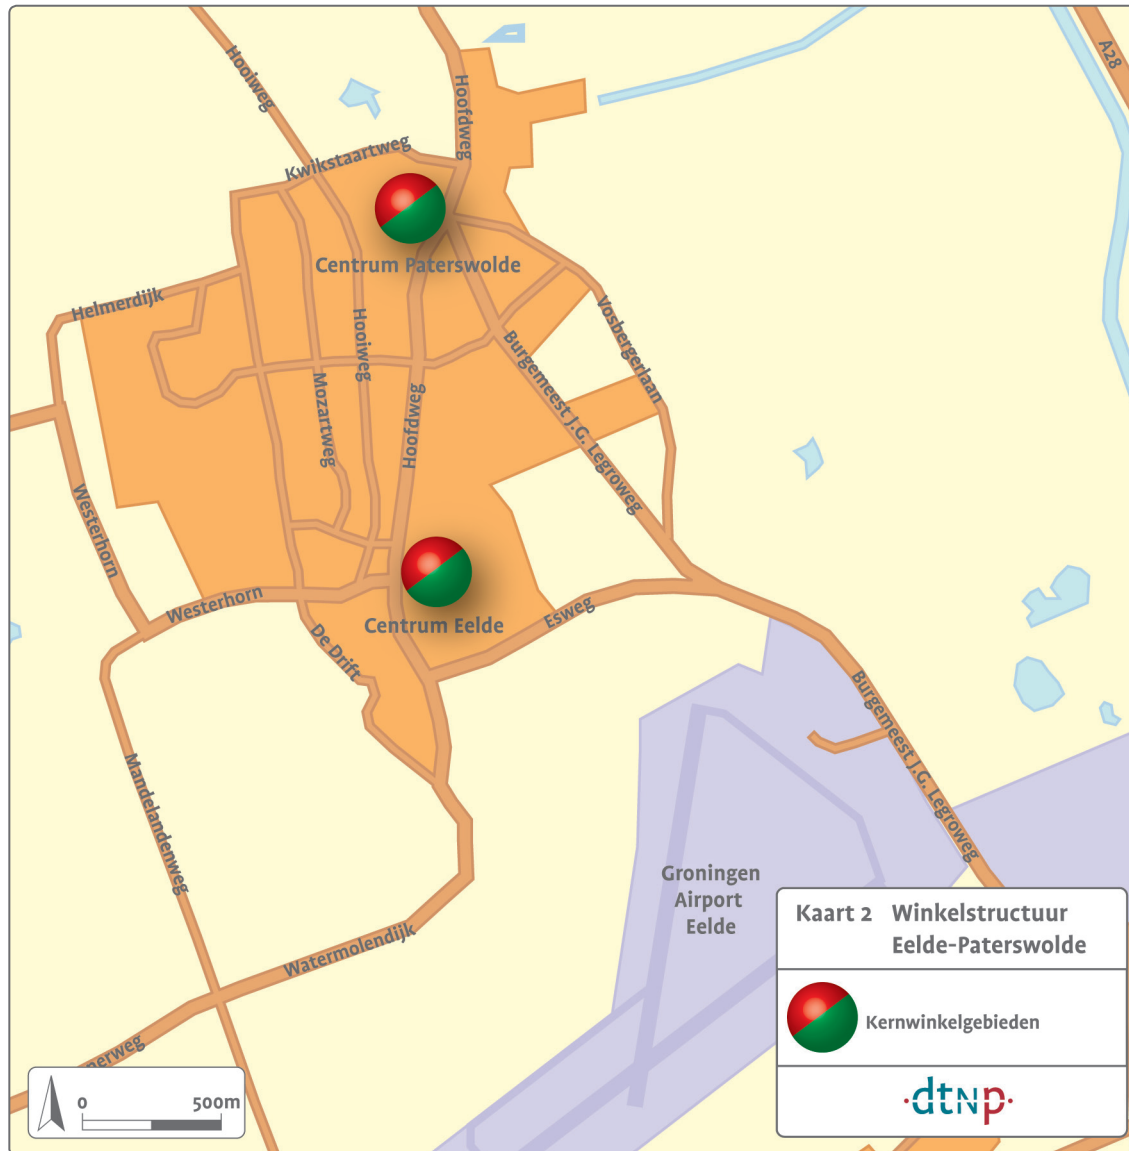 A28
Hooiweg
Hoofdweg
Kwikstaartweg
Centrum Paterswolde
Helmerdijk
Vosbergerlaan
Hooiweg
Burgemeest J.G. Legroweg
Mozartweg
Hoofdweg
Westerhorn
Westerhorn
Esweg
Centrum Eelde
De Drift
Burgemeest J.G. Legroweg
Mandelandenweg
Groningen
Airport
Eelde
Watermolendijk
Kaart 2 Winkelstructuur
Eelde-Paterswolde
Kernwinkelgebieden
0 500m
·dtNp·